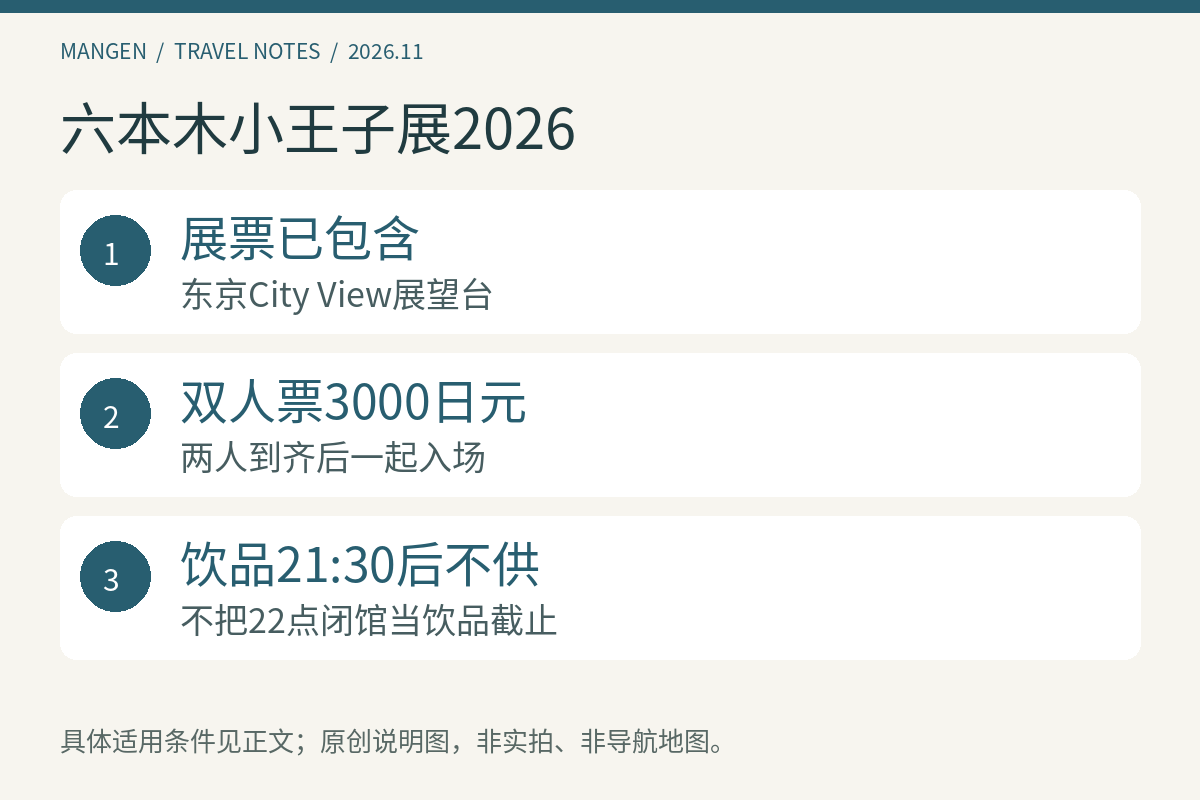 MANGEN / TRAVEL NOTES / 2026.11
六本木小王子展2026
1
展票已包含
东京City View展望台
2
双人票3000日元
两人到齐后一起入场
3
饮品21:30后不供
不把22点闭馆当饮品截止
具体适用条件见正文；原创说明图，非实拍、非导航地图。